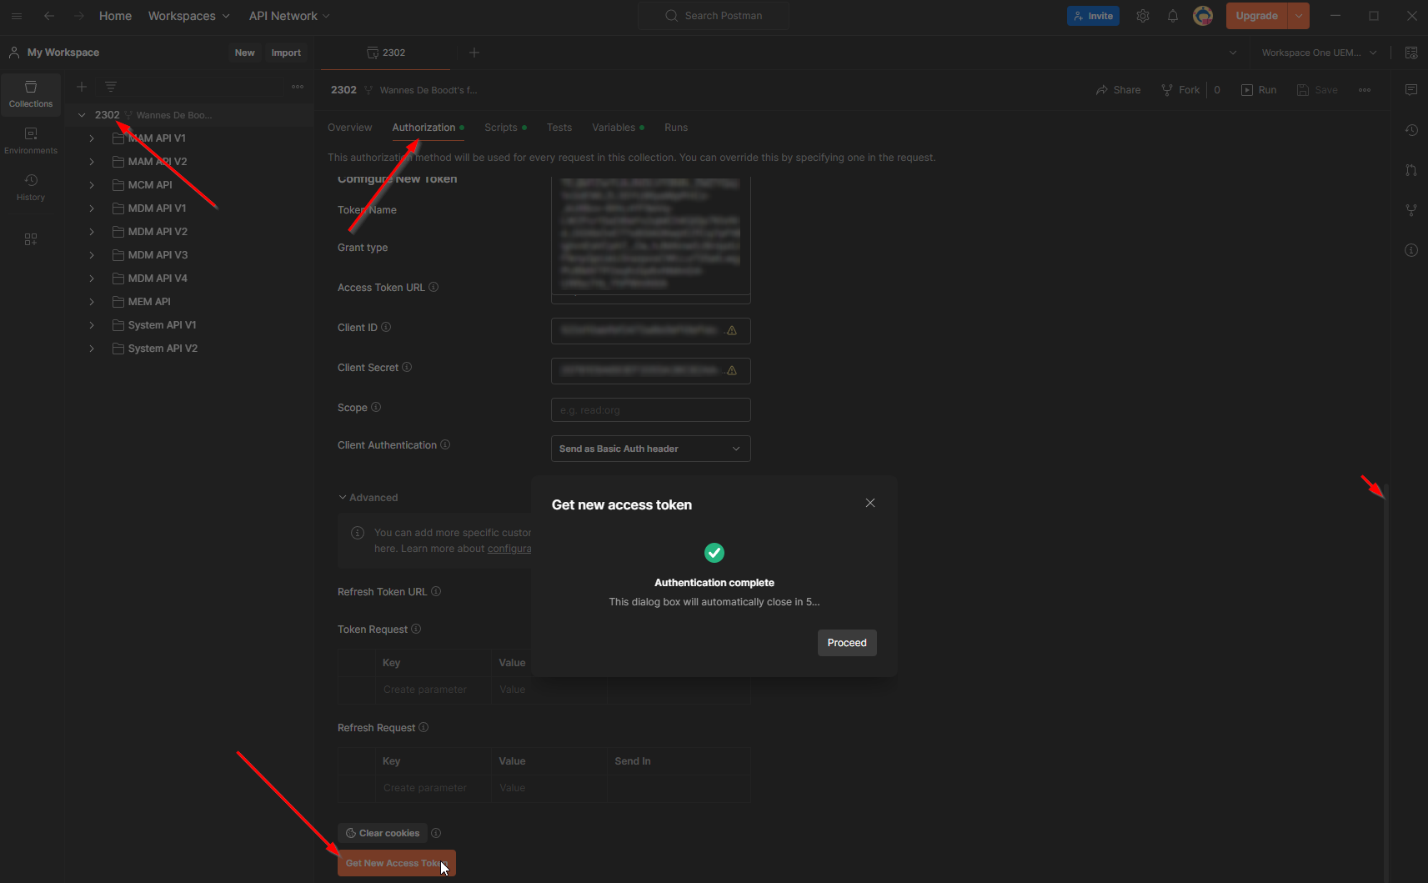 Home Workspaces API Network Search Postman Invite Upgrade
My Workspace New Import 2302 Workspace One UEM...
Collections
Environments
History
2302 Wannes De Boo...
MAM API V1
MAM API V2
MCM API
MDM API V1
MDM API V2
MDM API V3
MDM API V4
MEM API
System API V1
System API V2
2302 Wannes De Boodt's f... Share Fork 0 Run Save
Overview Authorization Scripts Tests Variables Runs
This authorization method will be used for every request in this collection. You can override this by specifying one in the request.
Configure New Token
Token Name
Grant type
Access Token URL
Client ID
Client Secret
Scope e.g. read:org
Client Authentication Send as Basic Auth header
Advanced
You can add more specific custor
here. Learn more about configura
Refresh Token URL
Token Request
Key Value
Create parameter Value
Refresh Request
Key Value Send In
Create parameter Value
Clear cookies
Get New Access Token
Get new access token
Authentication complete
This dialog box will automatically close in 5...
Proceed